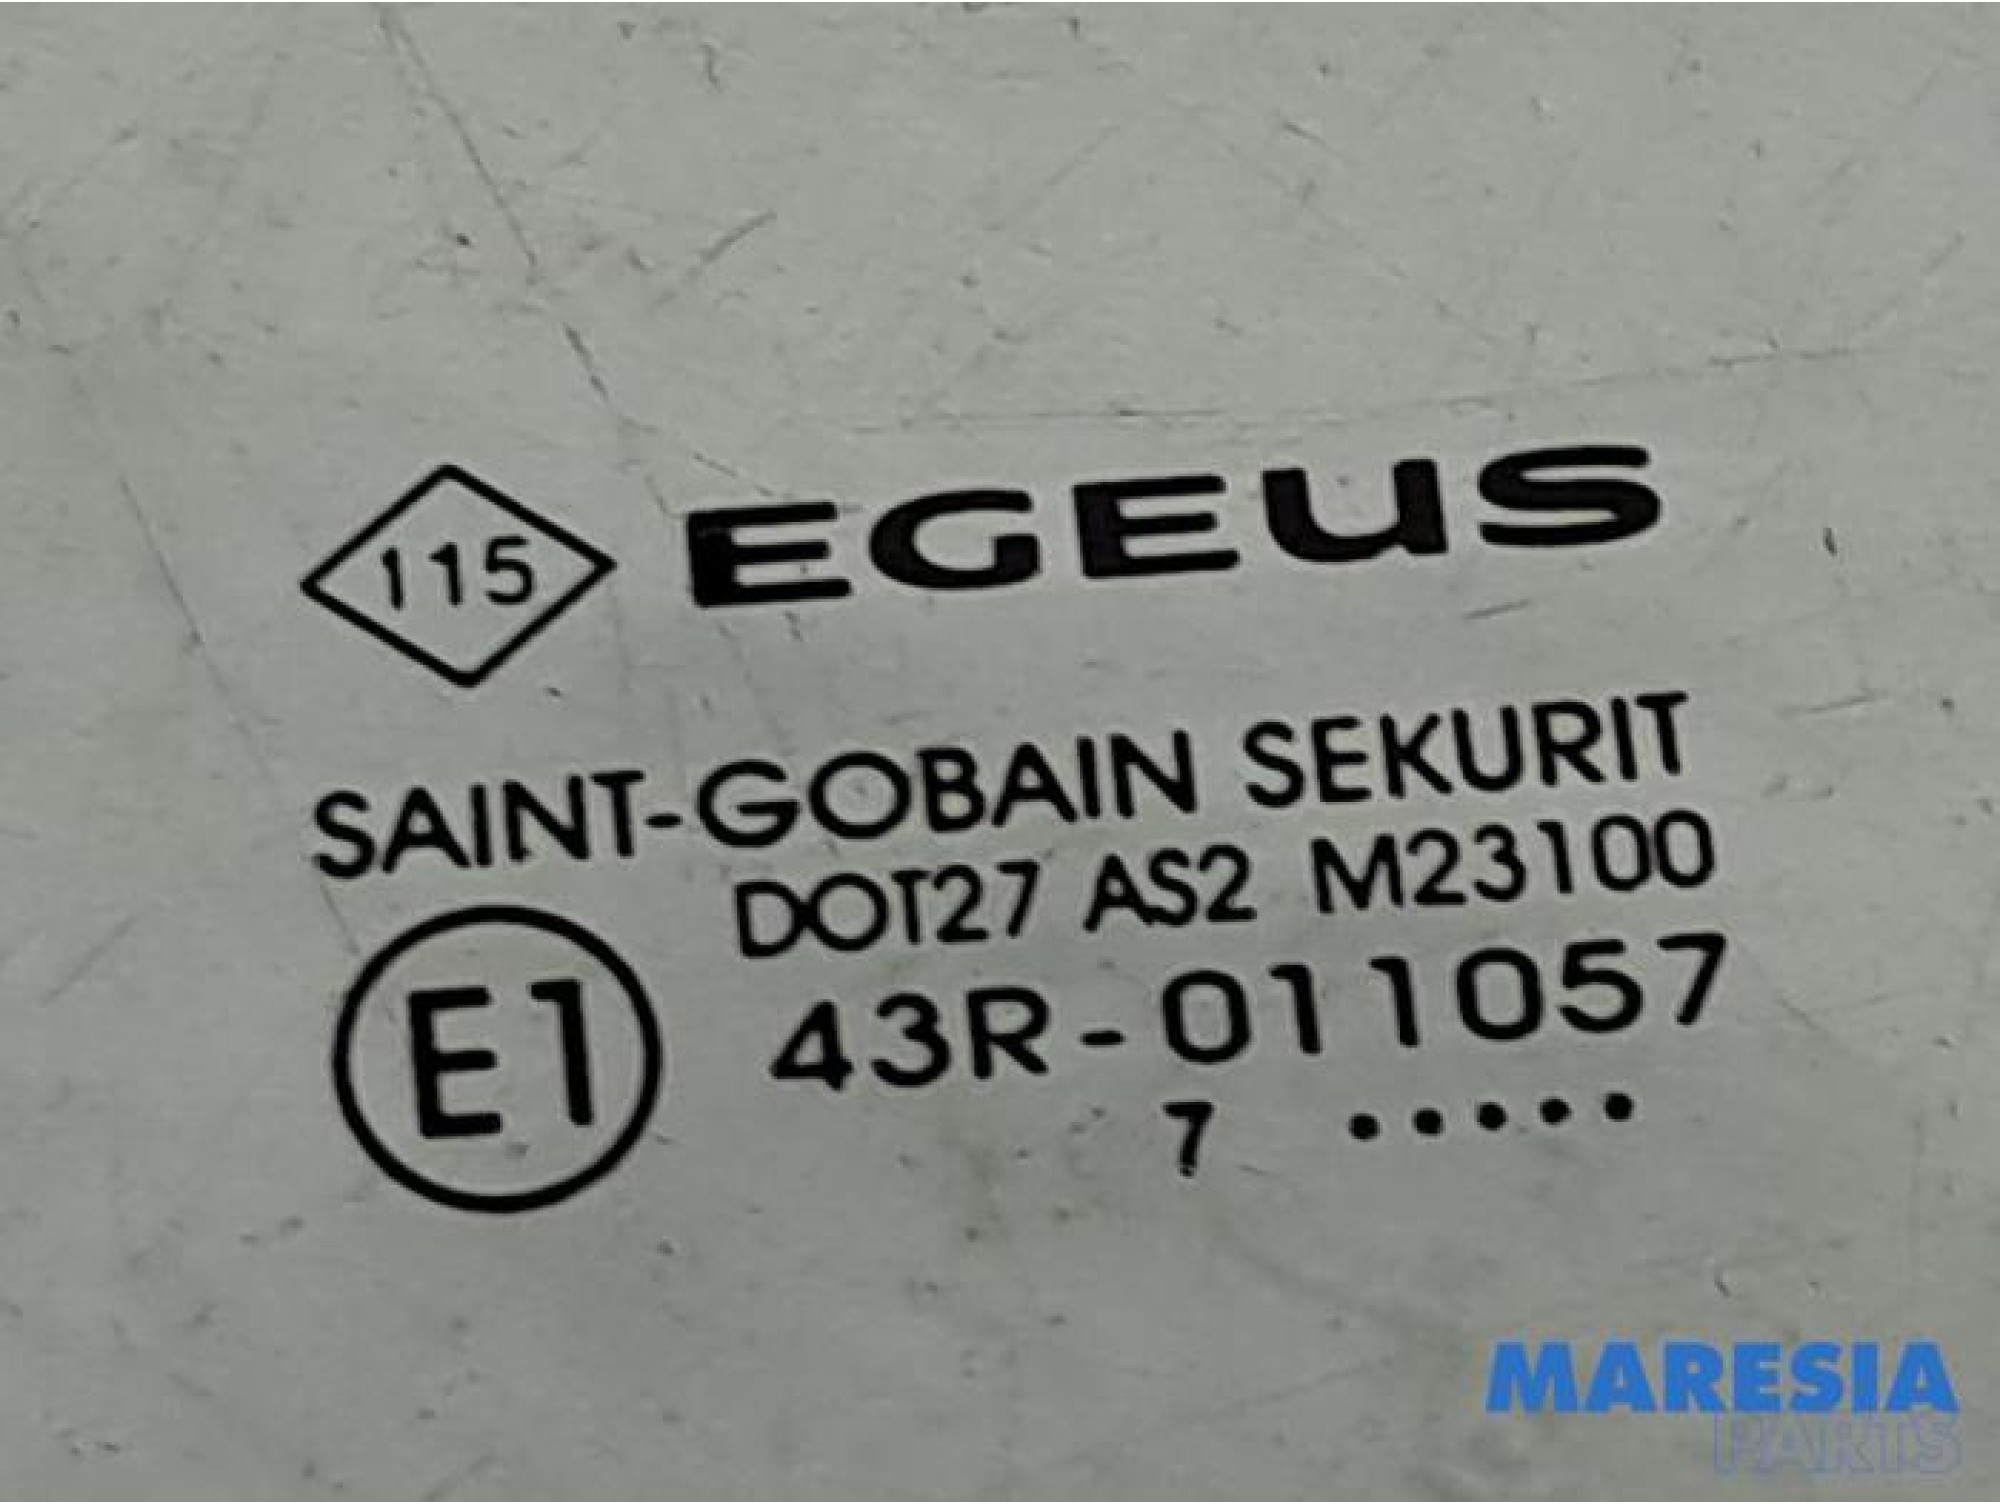 115 EGEUS
SAINT-GOBAIN SEKURIT
DOT27 AS2 M23100
E1 43R-011057
7 .....
MARESIA
PARTS